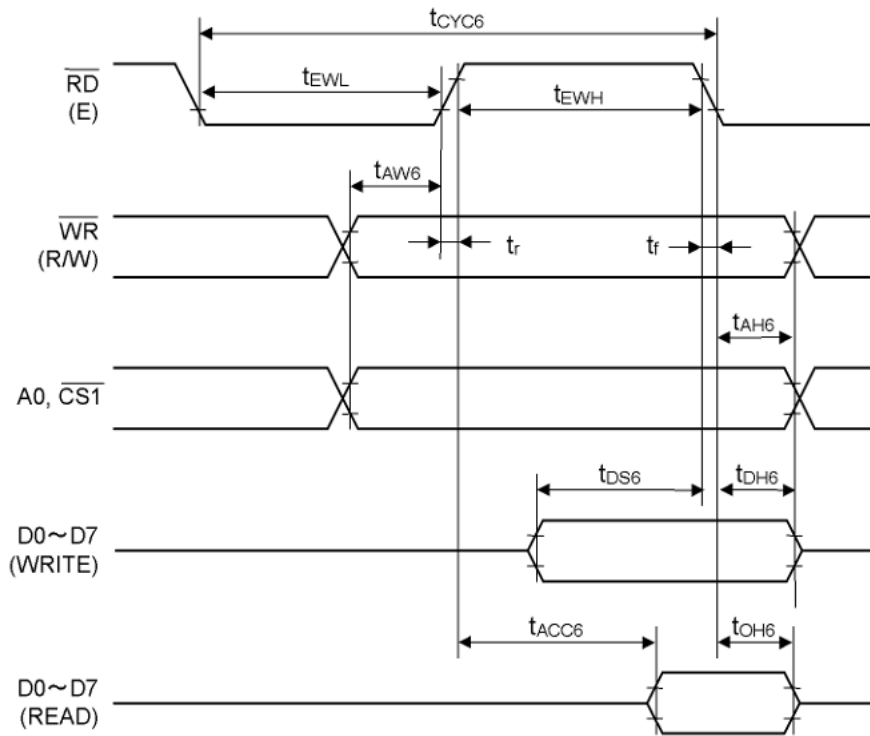 tCYC6
RD
(E)
tEWL
tEWH
tAW6
WR
(R/W)
tr
tf
tAH6
A0, CS1
tDS6
tDH6
D0～D7
(WRITE)
tACC6
tOH6
D0～D7
(READ)